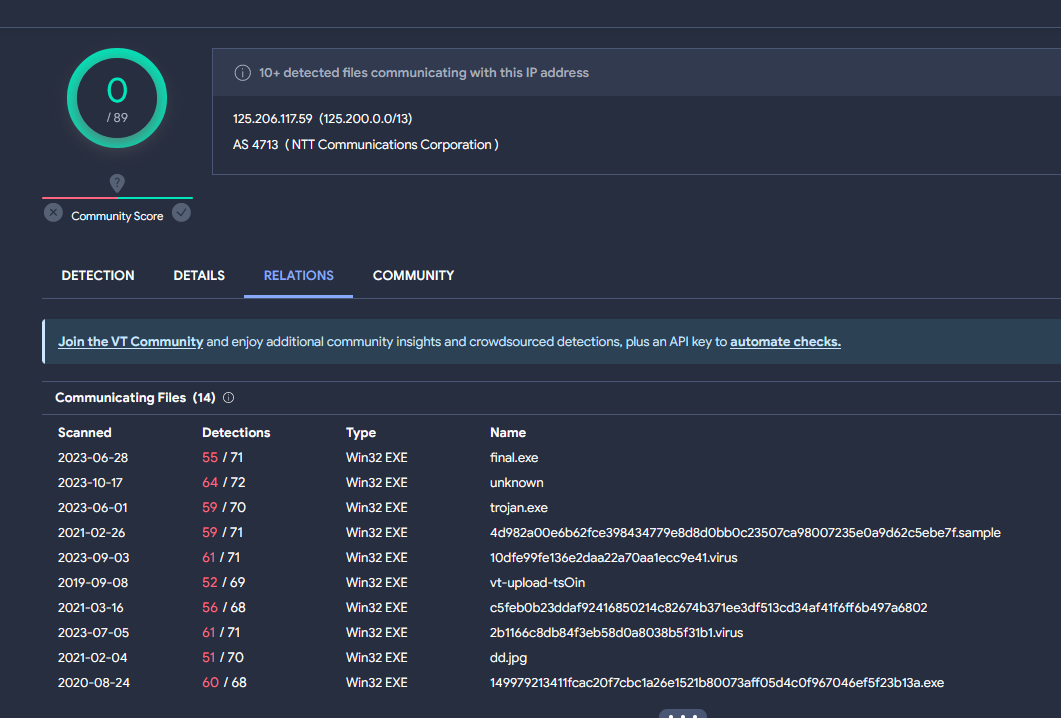 0
/ 89
10+ detected files communicating with this IP address
125.206.117.59 (125.200.0.0/13)
AS 4713 ( NTT Communications Corporation )
?
Community Score
DETECTION DETAILS RELATIONS COMMUNITY
Join the VT Community and enjoy additional community insights and crowdsourced detections, plus an API key to automate checks.
Communicating Files (14)
Scanned Detections Type Name
2023-06-28 55 / 71 Win32 EXE final.exe
2023-10-17 64 / 72 Win32 EXE unknown
2023-06-01 59 / 70 Win32 EXE trojan.exe
2021-02-26 59 / 71 Win32 EXE 4d982a00e6b62fce398434779e8d8d0bb0c23507ca98007235e0a9d62c5ebe7f.sample
2023-09-03 61 / 71 Win32 EXE 10dfe99fe136e2daa22a70aa1ecc9e41.virus
2019-09-08 52 / 69 Win32 EXE vt-upload-tsOin
2021-03-16 56 / 68 Win32 EXE c5feb0b23ddaf92416850214c82674b371ee3df513cd34af41f6ff6b497a6802
2023-07-05 61 / 71 Win32 EXE 2b1166c8db84f3eb58d0a8038b5f31b1.virus
2021-02-04 51 / 70 Win32 EXE dd.jpg
2020-08-24 60 / 68 Win32 EXE 149979213411fcac20f7cbc1a26e1521b80073aff05d4c0f967046ef5f23b13a.exe